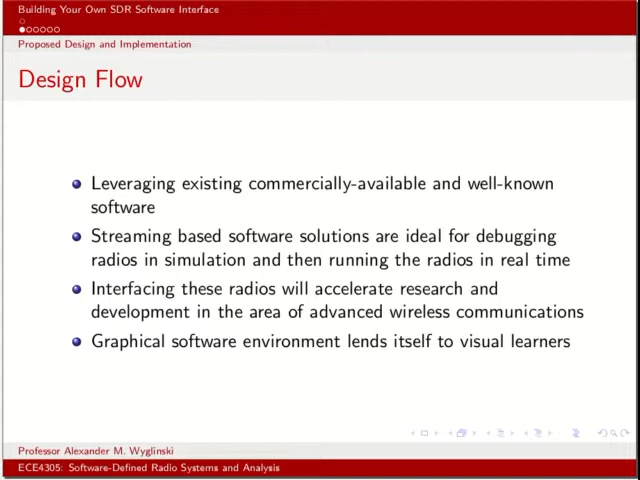 Building Your Own SDR Software Interface
Proposed Design and Implementation
Design Flow
Leveraging existing commercially-available and well-known
software
Streaming based software solutions are ideal for debugging
radios in simulation and then running the radios in real time
Interfacing these radios will accelerate research and
development in the area of advanced wireless communications
Graphical software environment lends itself to visual learners
Professor Alexander M. Wyglinski
ECE4305: Software-Defined Radio Systems and Analysis